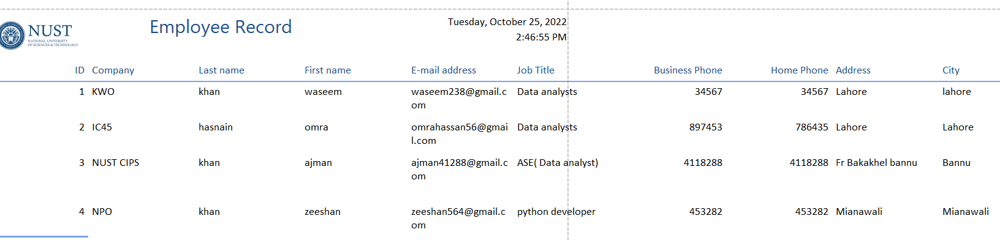 NUST
NATIONAL UNIVERSITY
OF SCIENCES & TECHNOLOGY
Employee Record
Tuesday, October 25, 2022
2:46:55 PM
ID Company Last name First name E-mail address Job Title Business Phone Home Phone Address City
1 KWO khan waseem waseem238@gmail.c Data analysts 34567 34567 Lahore lahore
om
2 IC45 hasnain omra omrahassan56@gmai Data analysts 897453 786435 Lahore Lahore
l.com
3 NUST CIPS khan ajman ajman41288@gmail.c ASE( Data analyst) 4118288 4118288 Fr Bakakhel bannu Bannu
om
4 NPO khan zeeshan zeeshan564@gmail.c python developer 453282 453282 Mianawali Mianawali
om